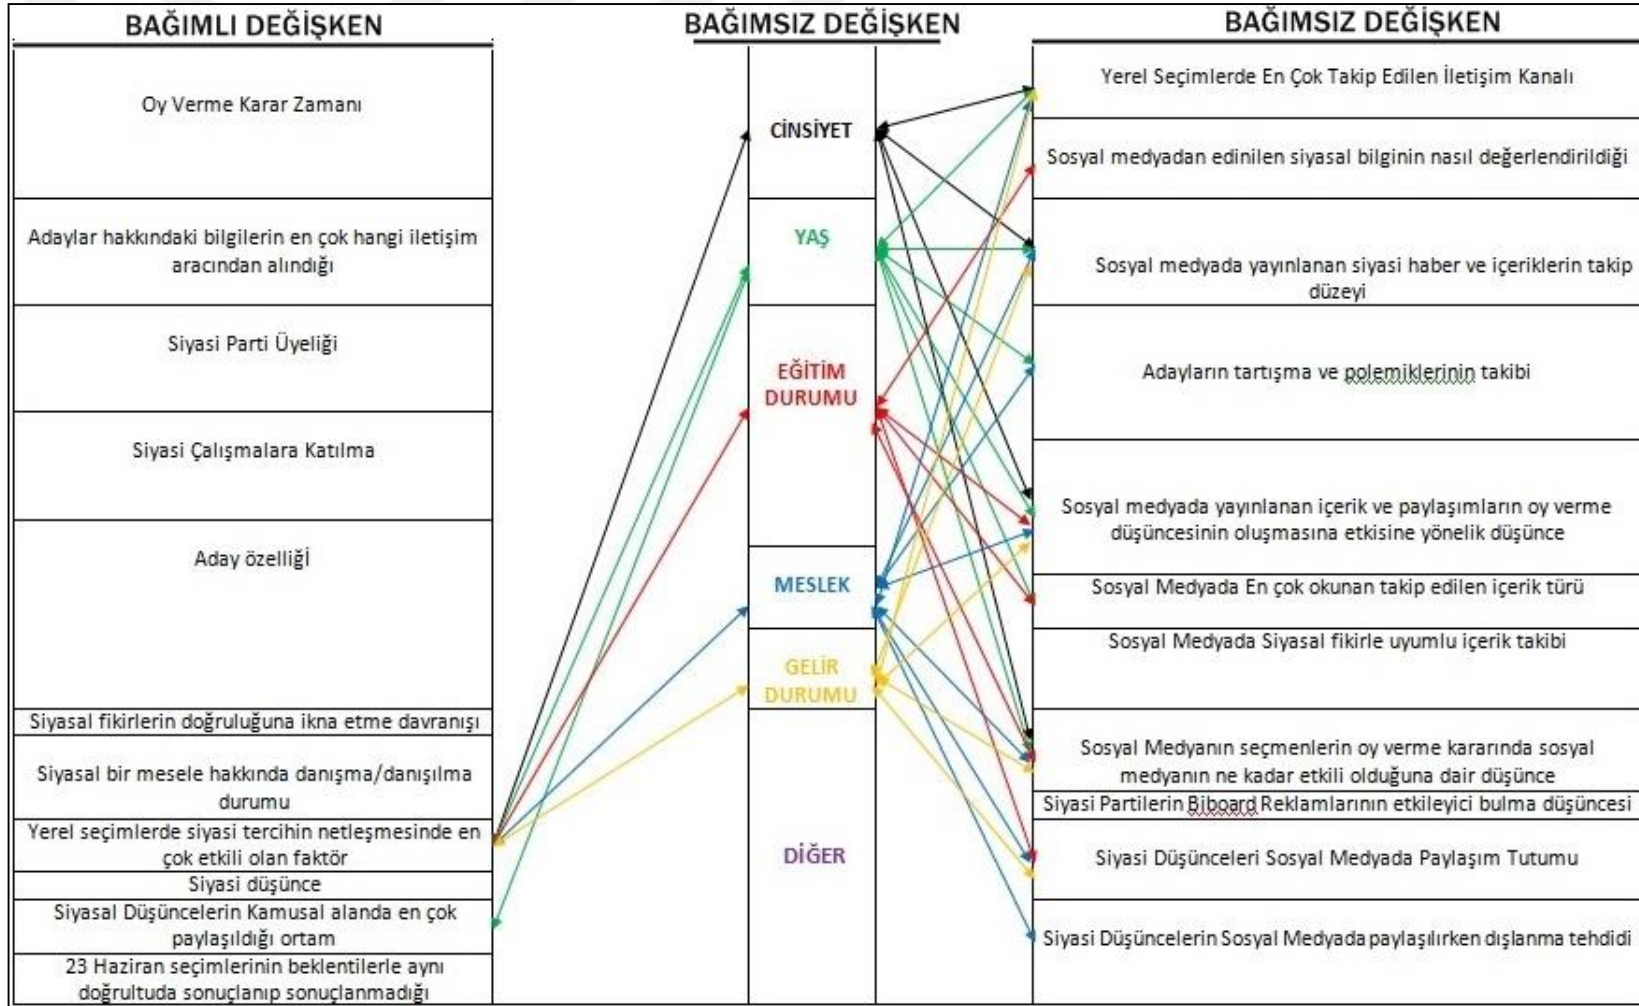 BAĞIMLI DEĞİŞKEN
Oy Verme Karar Zamanı
Adaylar hakkındaki bilgilerin en çok hangi iletişim
aracından alındığı
Siyasi Parti Üyeliği
Siyasi Çalışmalara Katılma
Aday özelliği
Siyasal fikirlerin doğruluğuna ikna etme davranışı
Siyasal bir mesele hakkında danışma/danışılma
durumu
Yerel seçimlerde siyasi tercihin netleşmesinde en
çok etkili olan faktör
Siyasi düşünce
Siyasal Düşüncelerin Kamusal alanda en çok
paylaşıldığı ortam
23 Haziran seçimlerinin beklentilerle aynı
doğrultuda sonuçlanıp sonuçlanmadığı
BAĞIMSIZ DEĞİŞKEN
CİNSİYET
YAŞ
EĞİTİM
DURUMU
MESLEK
GELİR
DURUMU
DİĞER
BAĞIMSIZ DEĞİŞKEN
Yerel Seçimlerde En Çok Takip Edilen İletişim Kanalı
Sosyal medyadan edinilen siyasal bilginin nasıl değerlendirildiği
Sosyal medyada yayınlanan siyasi haber ve içeriklerin takip
düzeyi
Adayların tartışma ve polemiklerinin takibi
Sosyal medyada yayınlanan içerik ve paylaşımların oy verme
düşüncesinin oluşmasına etkisine yönelik düşünce
Sosyal Medyada En çok okunan takip edilen içerik türü
Sosyal Medyada Siyasal fikirle uyumlu içerik takibi
Sosyal Medyanın seçmenlerin oy verme kararında sosyal
medyanın ne kadar etkili olduğuna dair düşünce
Siyasi Partilerin Biboard Reklamlarının etkileyici bulma düşüncesi
Siyasi Düşünceleri Sosyal Medyada Paylaşım Tutumu
Siyasi Düşüncelerin Sosyal Medyada paylaşılırken dışlanma tehdidi